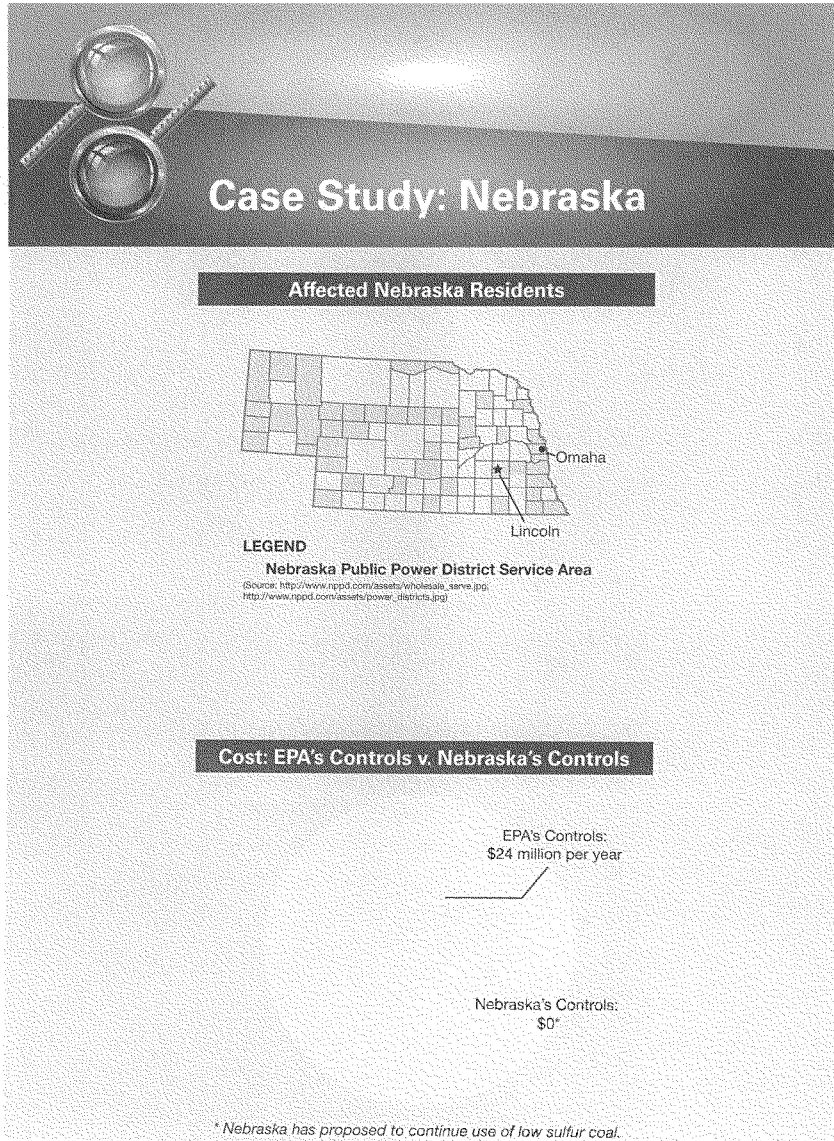 Case Study: Nebraska
Affected Nebraska Residents
Omaha
Lincoln
LEGEND
Nebraska Public Power District Service Area
(Source: http://www.nppd.com/assets/wholesale_serve.jpg;
http://www.nppd.com/assets/power_districts.jpg)
Cost: EPA's Controls v. Nebraska's Controls
EPA's Controls:
$24 million per year
Nebraska's Controls:
$0*
* Nebraska has proposed to continue use of low sulfur coal.